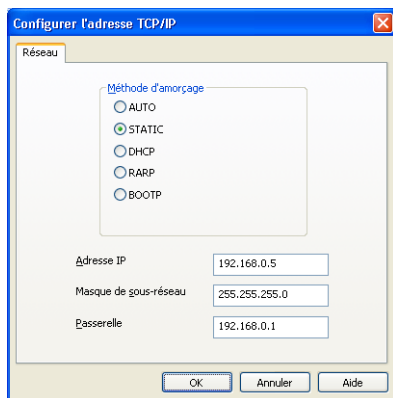 Configurer l'adresse TCP/IP
Réseau
Méthode d'amorçage
AUTO
STATIC
DHCP
RARP
BOOTP
Adresse IP 192.168.0.5
Masque de sous-réseau 255.255.255.0
Passerelle 192.168.0.1
OK Annuler Aide